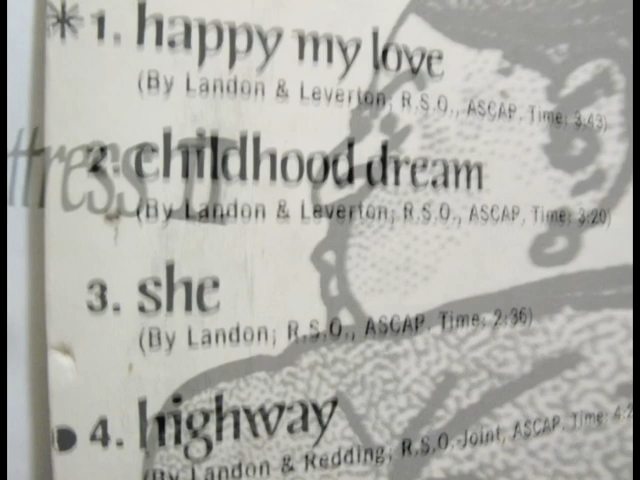 * 1. happy my love
(By Landon & Leverton; R.S.O., ASCAP. Time: 3:43)
2. childhood dream
(By Landon & Leverton; R.S.O., ASCAP. Time: 3:20)
3. she
(By Landon; R.S.O., ASCAP. Time: 2:36)
4. highway
(By Landon & Redding; R.S.O.-Joint, ASCAP. Time: